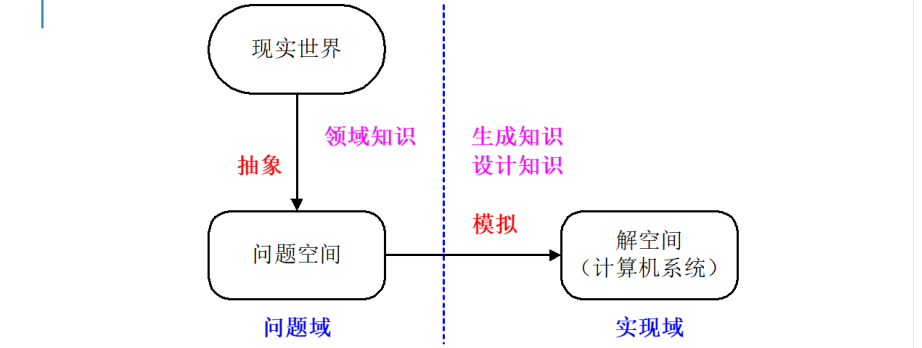 现实世界
领域知识
生成知识
设计知识
抽象
模拟
问题空间
解空间
（计算机系统）
问题域
实现域